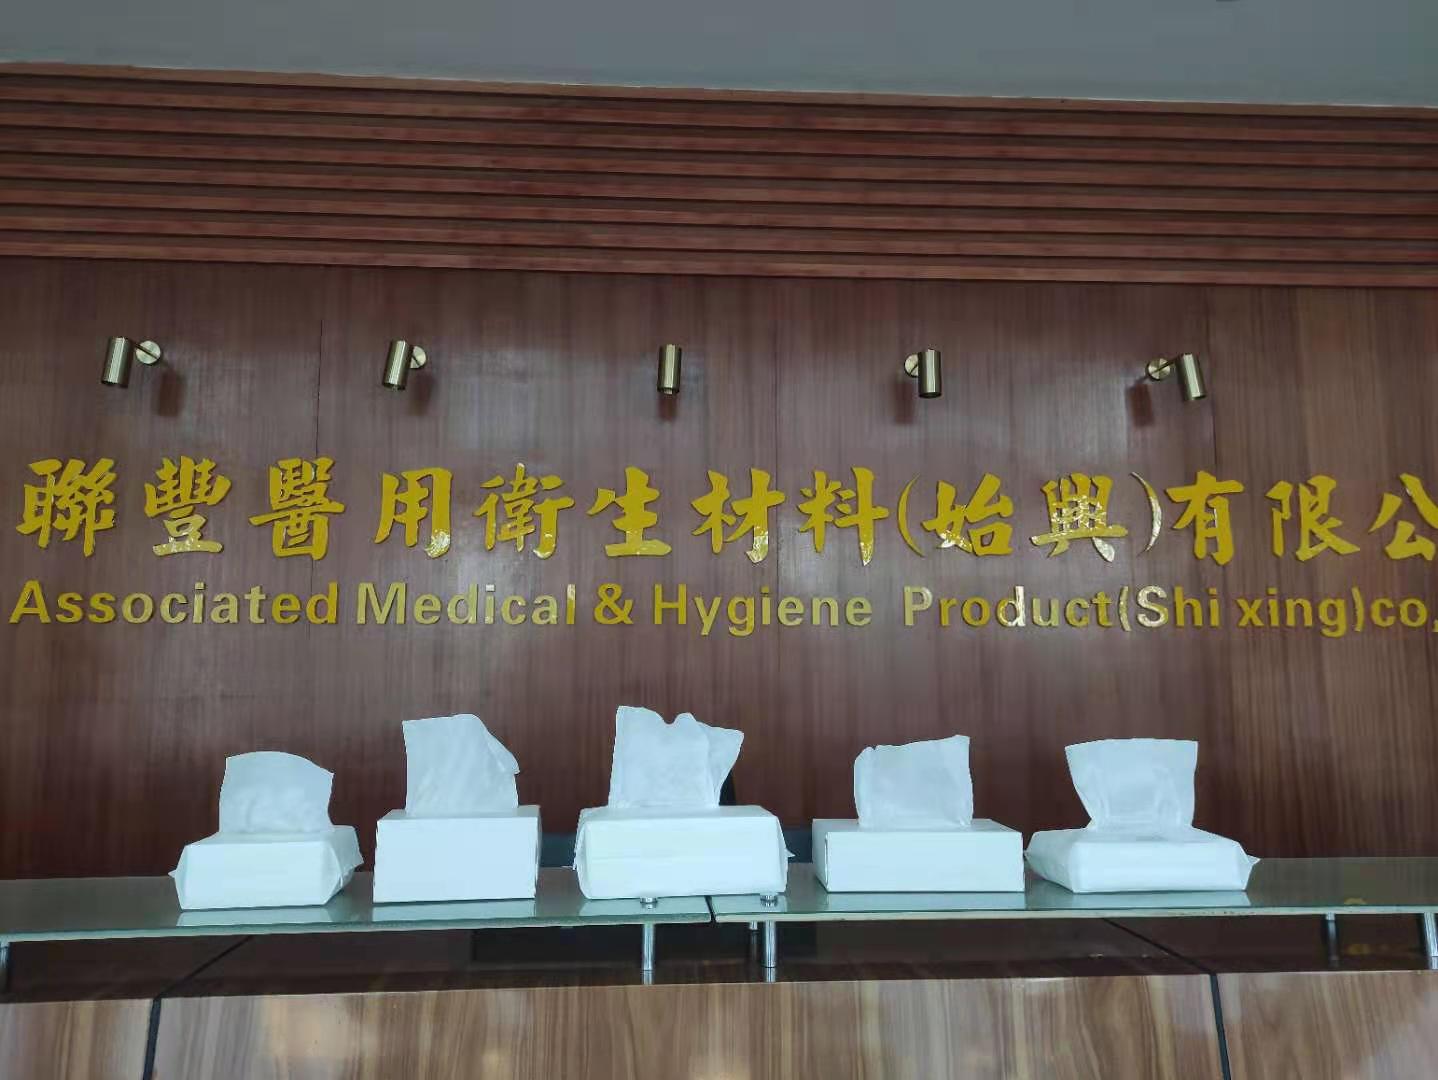 聯豐醫用衛生材料(始興)有限公
Associated Medical & Hygiene Product(Shi xing)co,